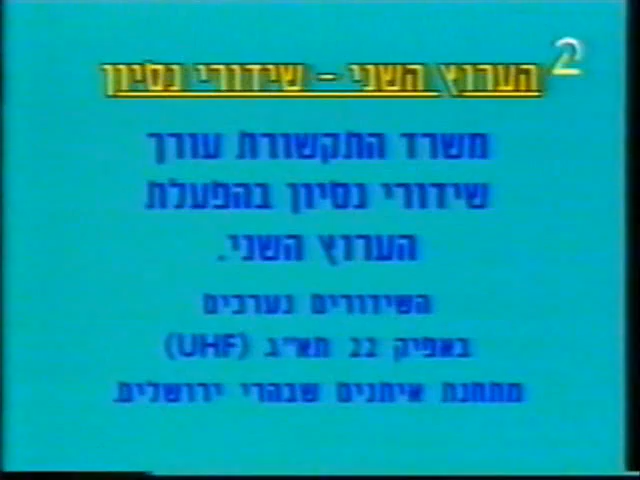 הערוץ השני - שידורי נסיון
2
משרד התקשורת עורך
שידורי נסיון בהפעלת
הערוץ השני.
השידורים נערכים
באפיק 22 תא״ג (UHF)
מתחנת איתנים שבהרי ירושלים.